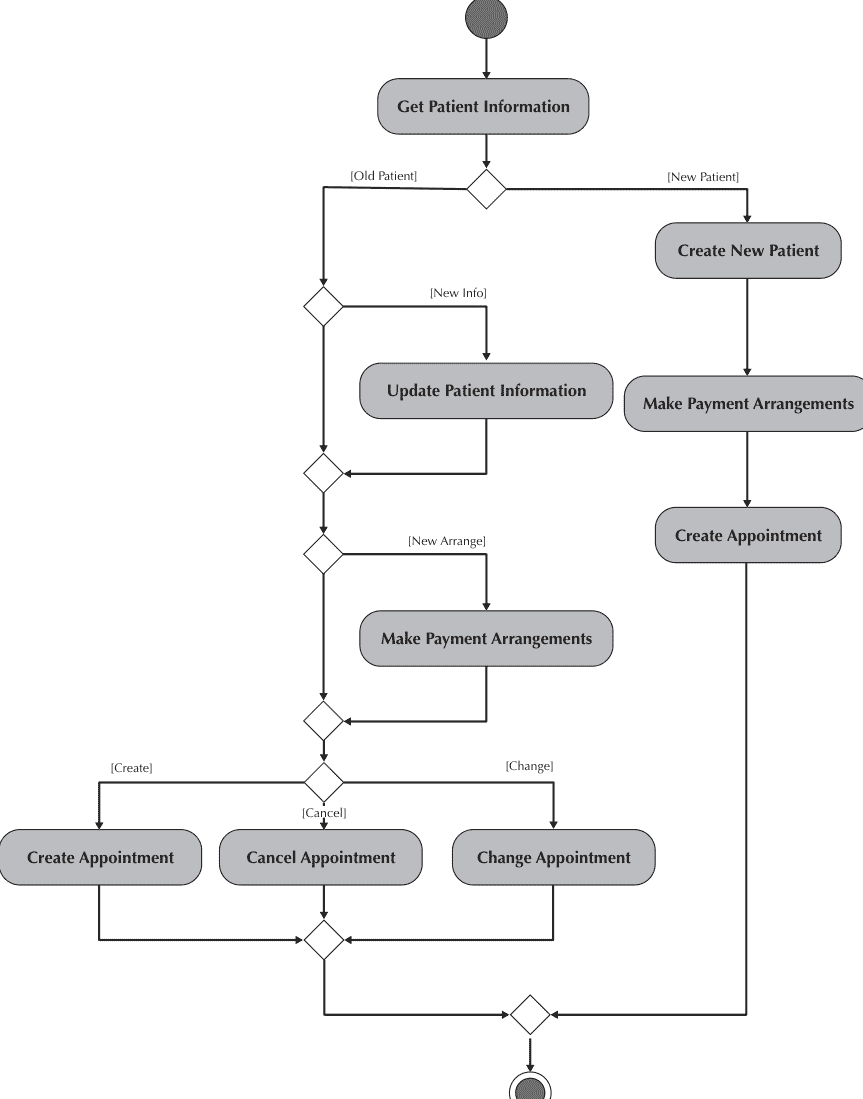 Get Patient Information
[Old Patient]
[New Patient]
Create New Patient
[New Info]
Update Patient Information
Make Payment Arrangements
Create Appointment
[New Arrange]
Make Payment Arrangements
[Create]
[Change]
[Cancel]
Create Appointment
Cancel Appointment
Change Appointment